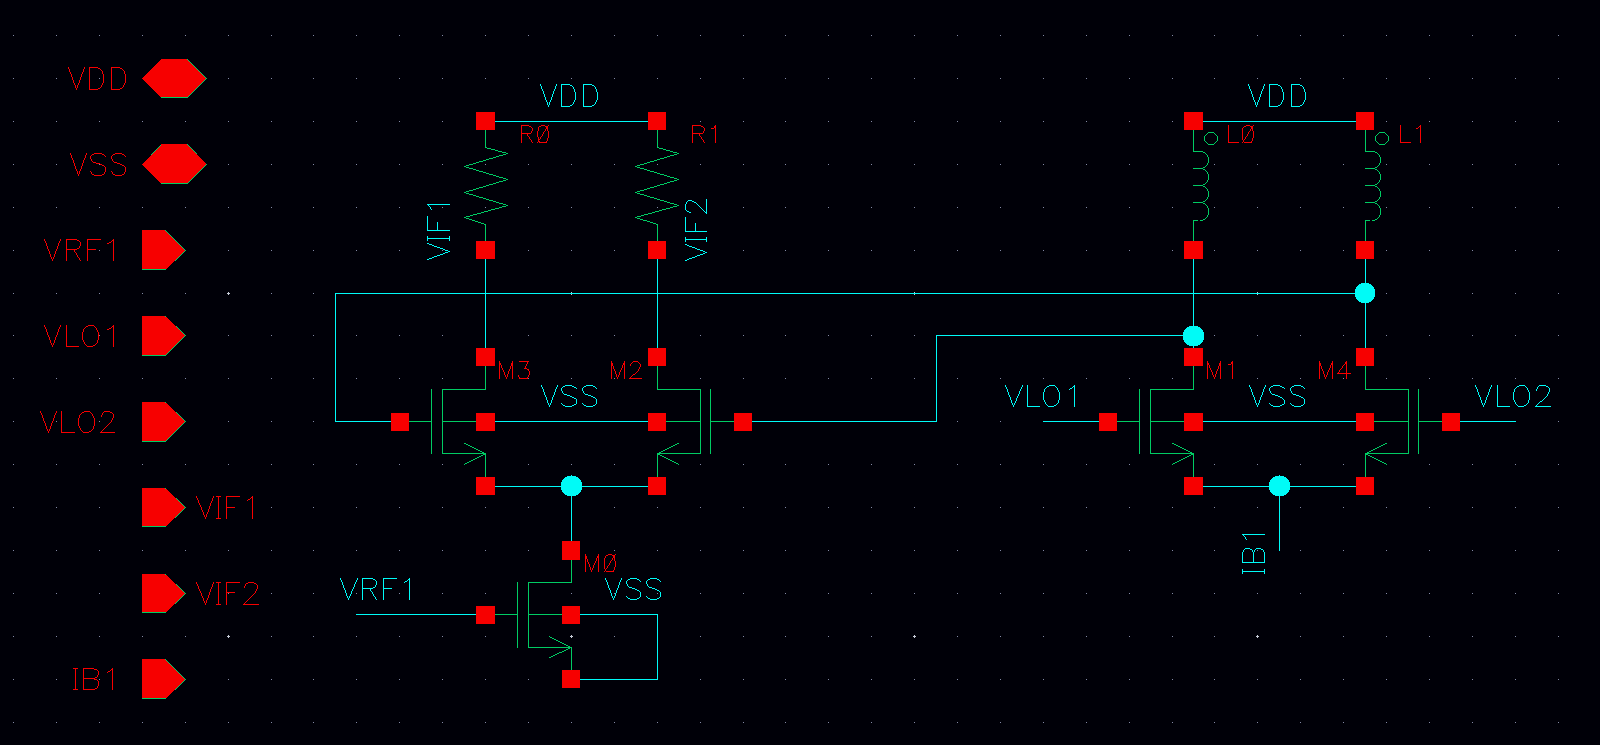 VDD
VSS
VRF1
VLO1
VLO2
VIF1
VIF2
IB1
VDD
R0
R1
VIF1
VIF2
M3
M2
VSS
M0
VRF1
VSS
VDD
L0
L1
M1
M4
VLO1
VSS
VLO2
IB1